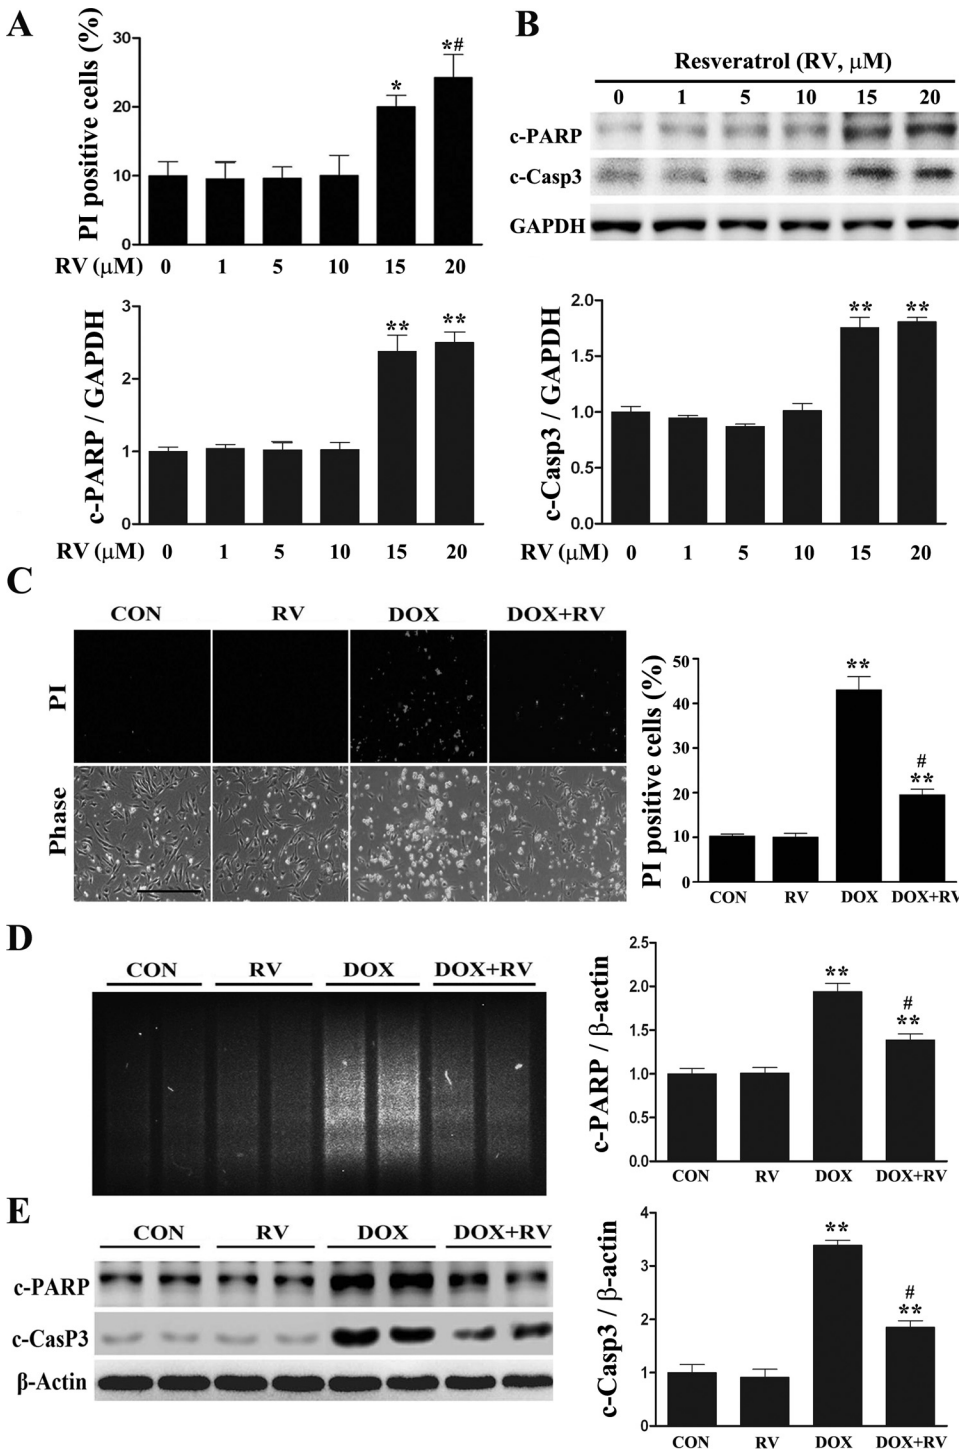 A
PI positive cells (%)
30
20
10
0
*
*#
RV (μM) 0 1 5 10 15 20
B
Resveratrol (RV, μM)
0 1 5 10 15 20
c-PARP
c-Casp3
GAPDH
c-PARP / GAPDH
3
2
1
0
**
**
RV (μM) 0 1 5 10 15 20
c-Casp3 / GAPDH
2.0
1.5
1.0
0.5
0.0
**
**
RV (μM) 0 1 5 10 15 20
C
CON RV DOX DOX+RV
PI
Phase
PI positive cells (%)
50
40
30
20
10
0
**
#
**
CON RV DOX DOX+RV
D
CON RV DOX DOX+RV
c-PARP / β-actin
2.5
2.0
1.5
1.0
0.5
0.0
**
#
**
CON RV DOX DOX+RV
E
CON RV DOX DOX+RV
c-PARP
c-CasP3
β-Actin
c-Casp3 / β-actin
4
3
2
1
0
**
#
**
CON RV DOX DOX+RV